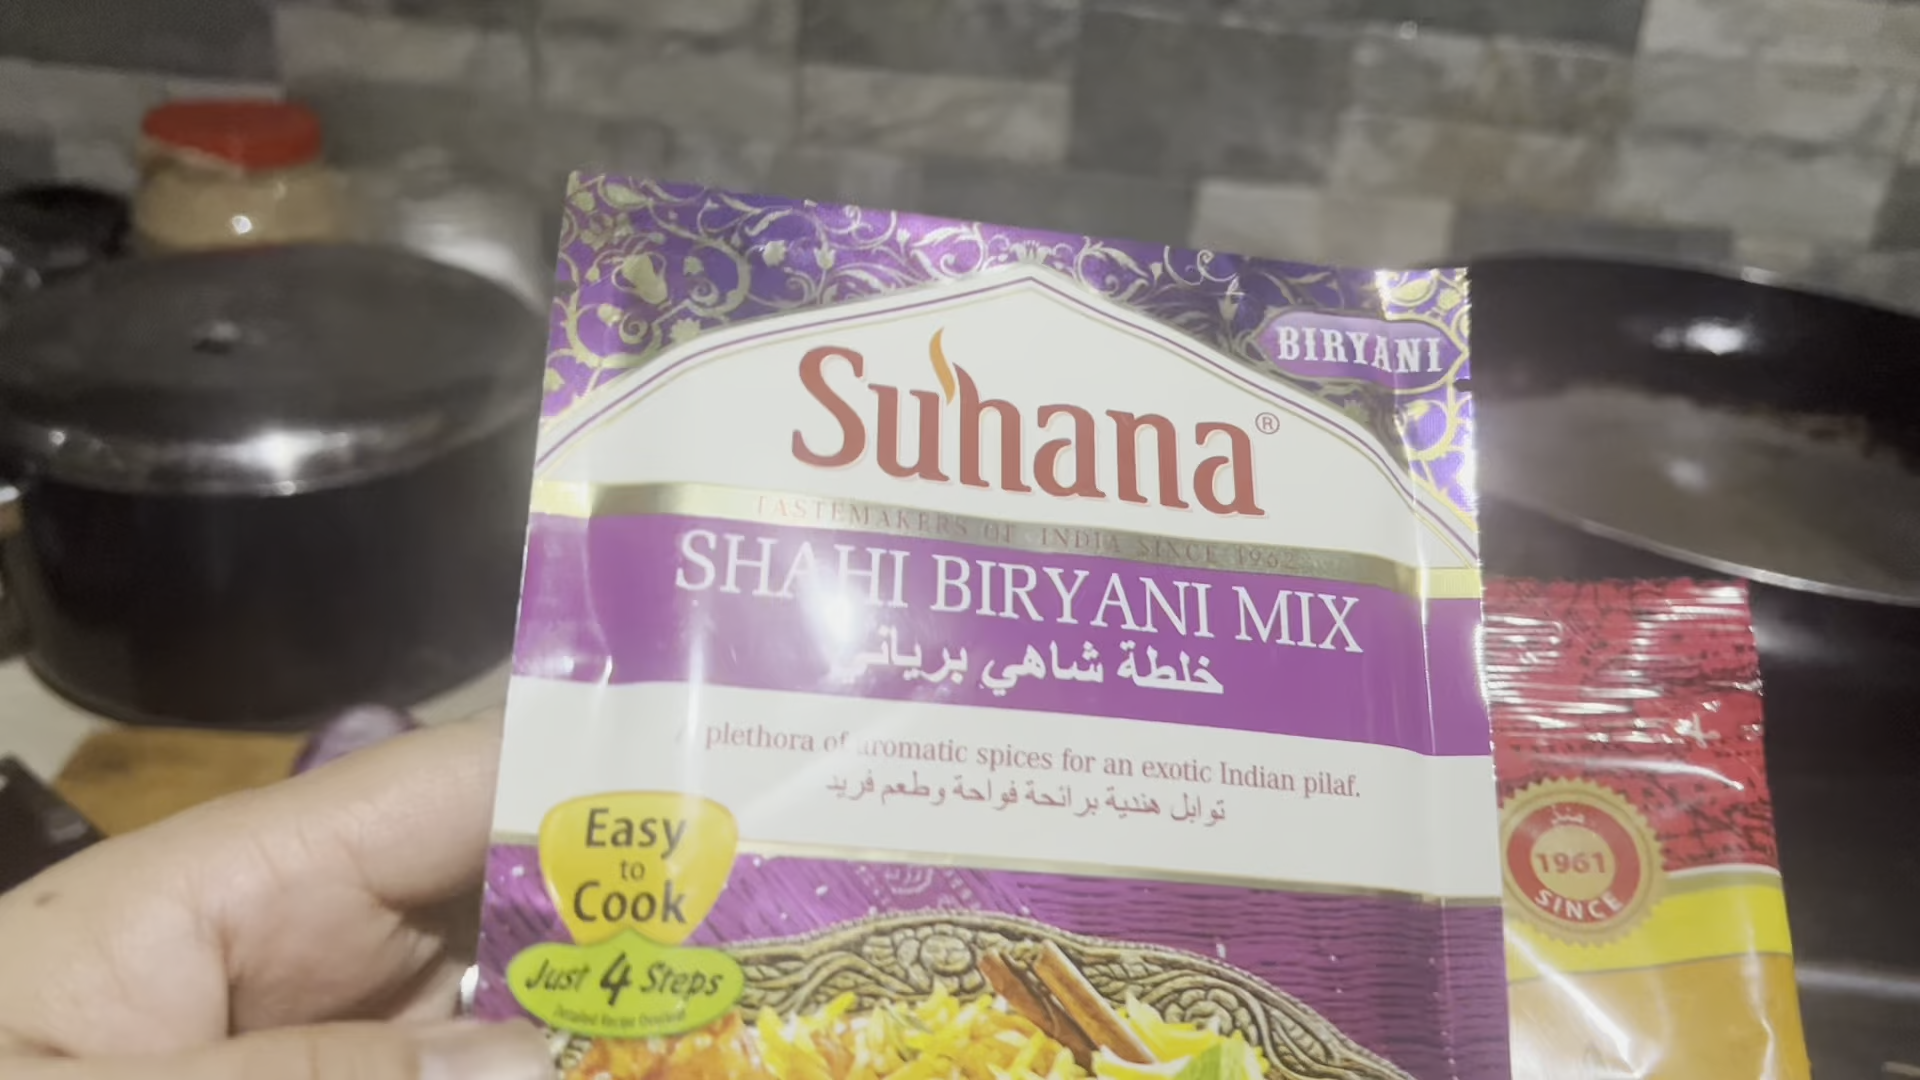 BIRYANI
Suhana®
TASTEMAKERS OF INDIA SINCE 1962
SHAHI BIRYANI MIX
خلطة شاهي برياني
plethora of aromatic spices for an exotic Indian pilaf.
توابل هندية برائحة فواحة وطعم فريد
Easy
to
Cook
Just 4 Steps
منذ
1961
SINCE